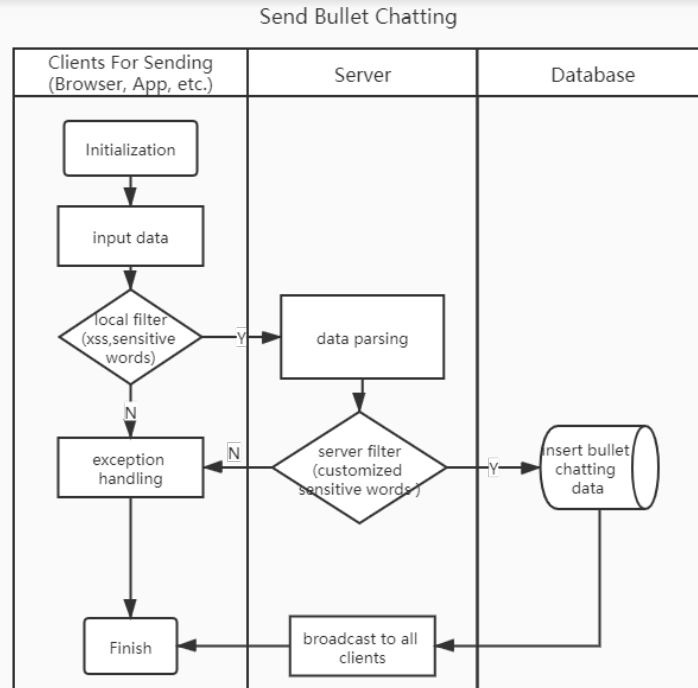 Send Bullet Chatting
Clients For Sending
(Browser, App, etc.)
Server
Database
Initialization
input data
local filter
(xss,sensitive
words)
Y
data parsing
N
exception
handling
N
server filter
(customized
sensitive words )
Y
insert bullet
chatting
data
Finish
broadcast to all
clients